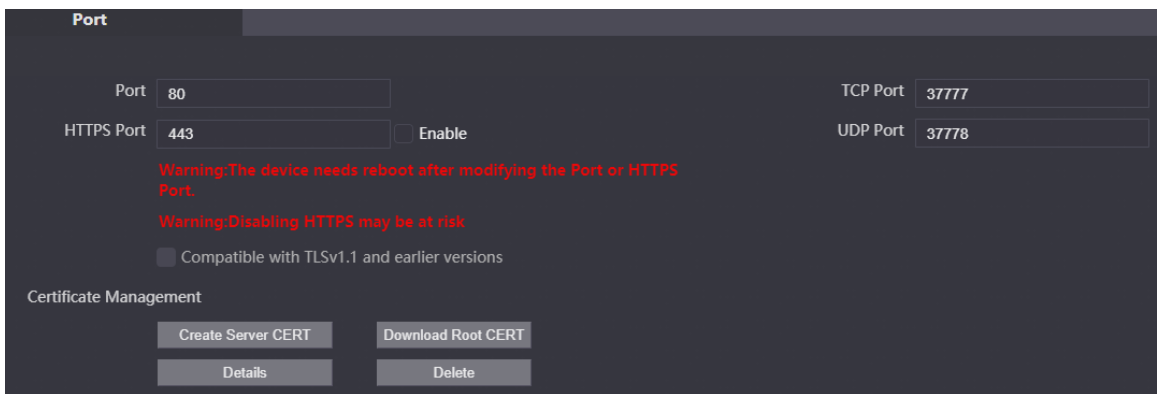 Port
Port 80 TCP Port 37777
HTTPS Port 443 Enable UDP Port 37778
Warning:The device needs reboot after modifying the Port or HTTPS
Port.
Warning:Disabling HTTPS may be at risk
Compatible with TLSv1.1 and earlier versions
Certificate Management
Create Server CERT Download Root CERT
Details Delete